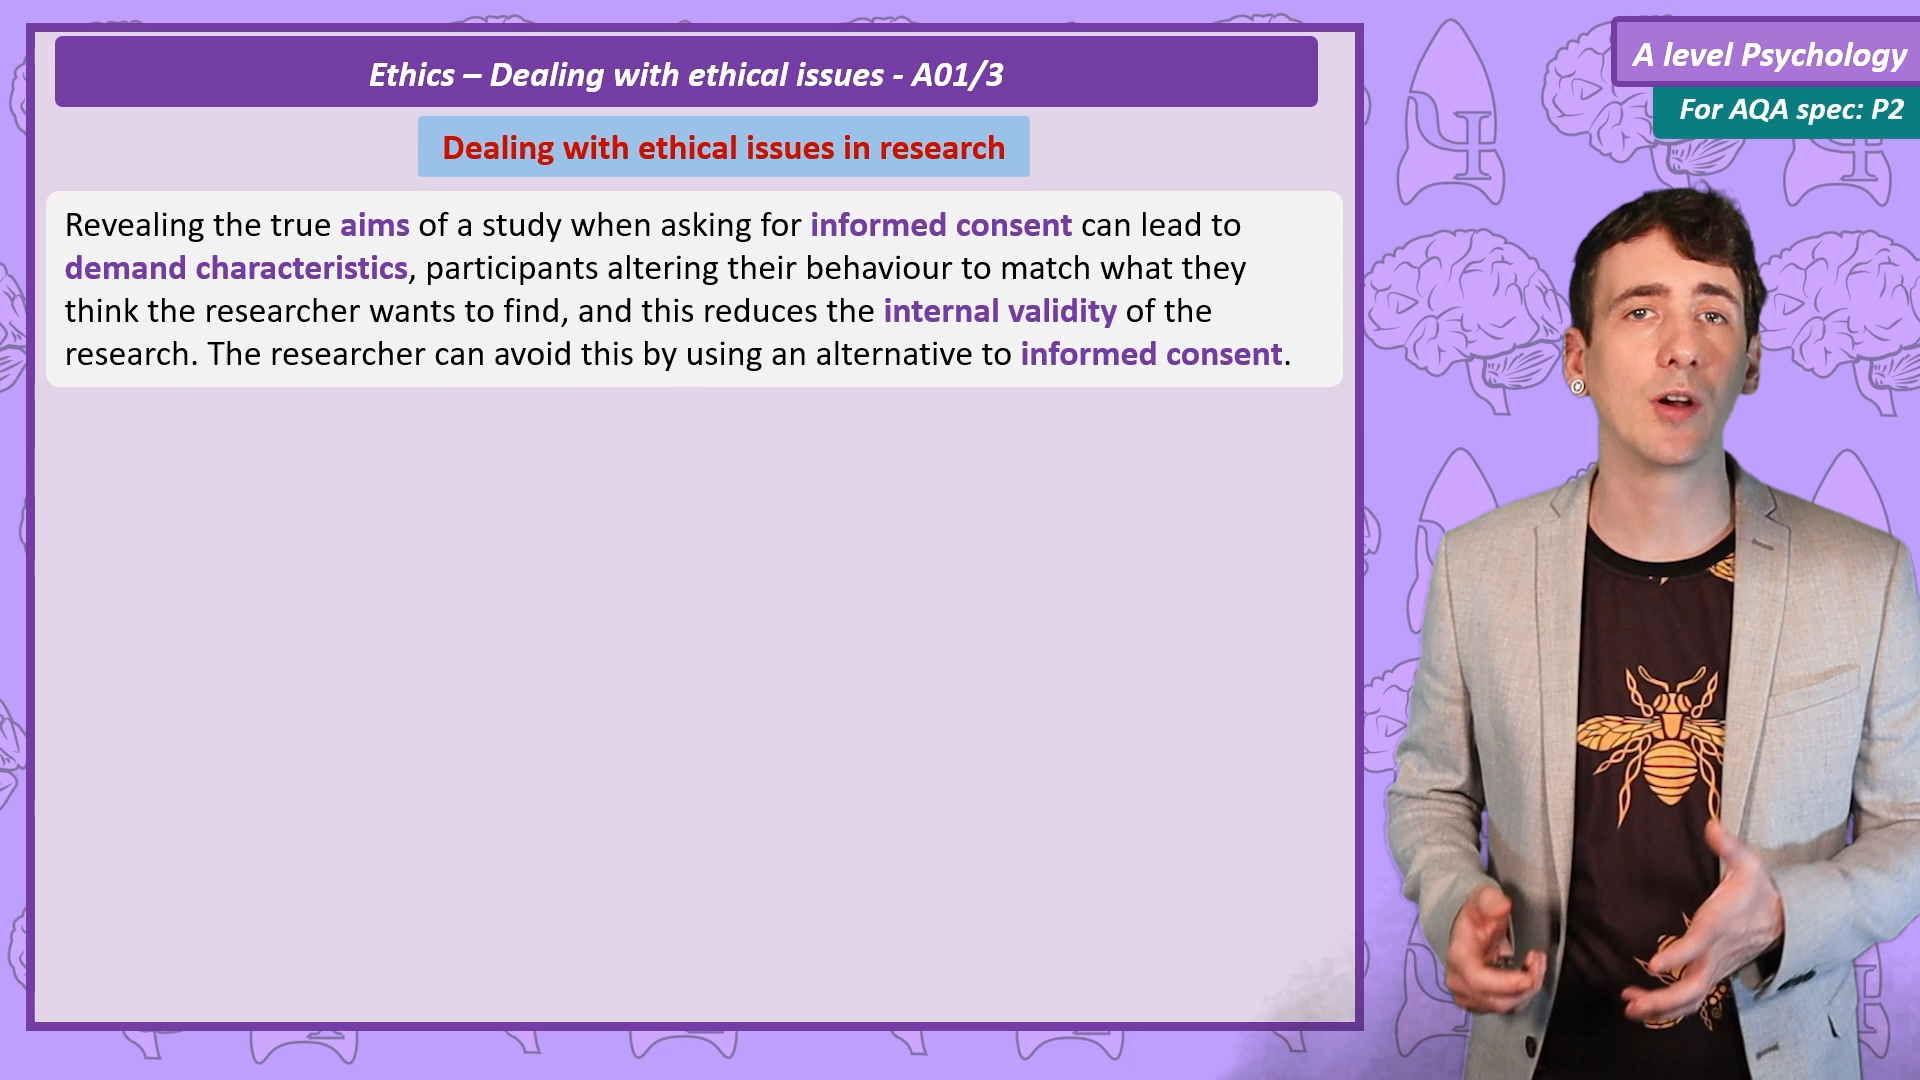 Ethics – Dealing with ethical issues - A01/3
A level Psychology
For AQA spec: P2
Dealing with ethical issues in research
Revealing the true aims of a study when asking for informed consent can lead to
demand characteristics, participants altering their behaviour to match what they
think the researcher wants to find, and this reduces the internal validity of the
research. The researcher can avoid this by using an alternative to informed consent.